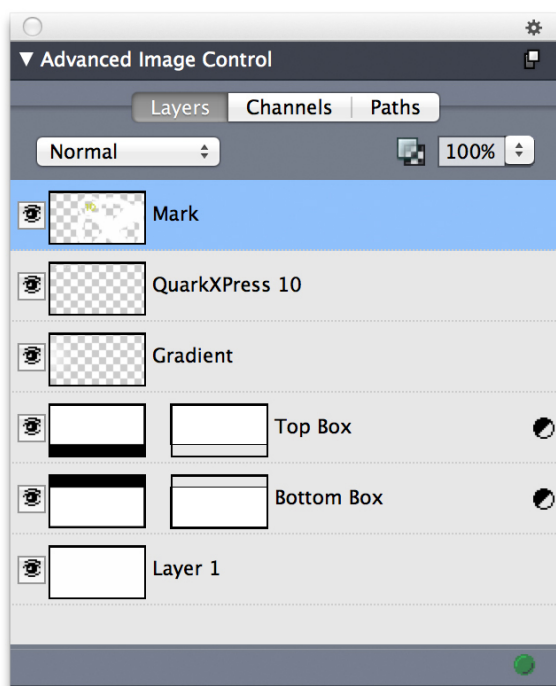 Advanced Image Control
Layers Channels Paths
Normal 100%
Mark
QuarkXPress 10
Gradient
Top Box
Bottom Box
Layer 1